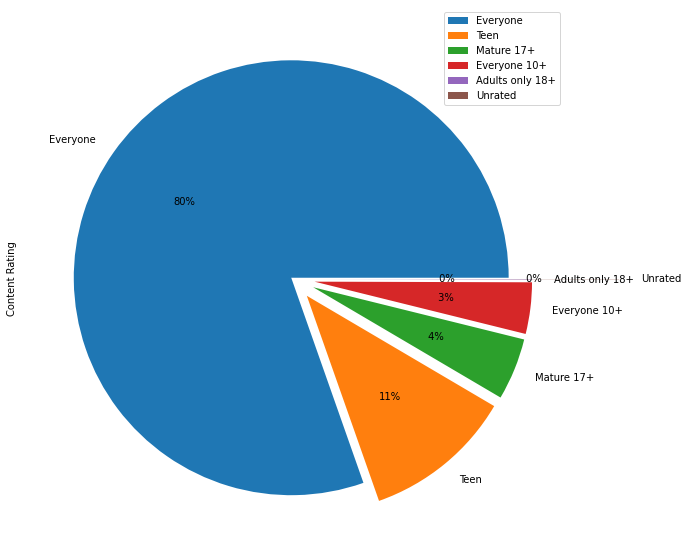 Everyone
Teen
Mature 17+
Everyone 10+
Adults only 18+
Unrated
Everyone
80%
Content Rating
0%
0%
Adults only 18+
Unrated
3%
Everyone 10+
4%
Mature 17+
11%
Teen